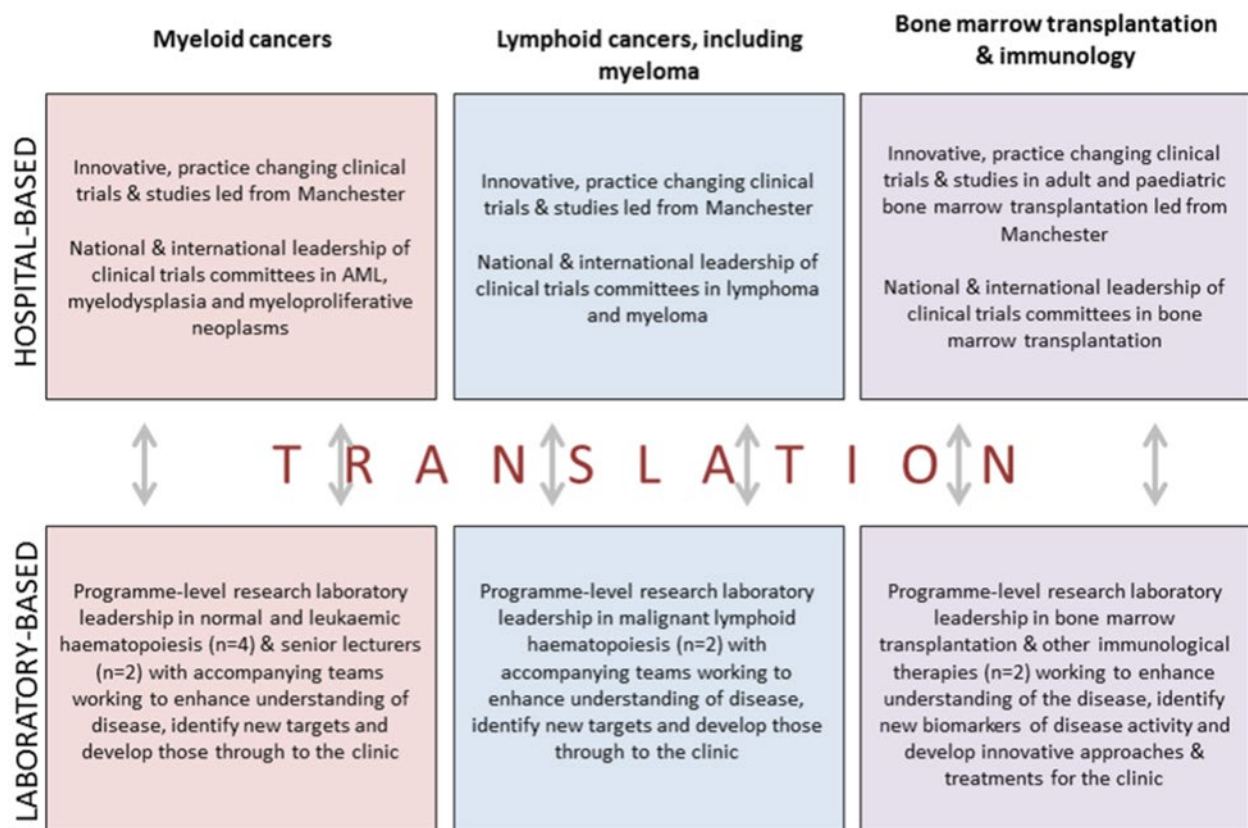 Myeloid cancers
Lymphoid cancers, including
myeloma
Bone marrow transplantation
& immunology
HOSPITAL-BASED
Innovative, practice changing clinical
trials & studies led from Manchester
National & international leadership of
clinical trials committees in AML,
myelodysplasia and myeloproliferative
neoplasms
Innovative, practice changing clinical
trials & studies led from Manchester
National & international leadership of
clinical trials committees in lymphoma
and myeloma
Innovative, practice changing clinical
trials & studies in adult and paediatric
bone marrow transplantation led from
Manchester
National & international leadership of
clinical trials committees in bone
marrow transplantation
TRANSLATION
LABORATORY-BASED
Programme-level research laboratory
leadership in normal and leukaemic
haematopoiesis (n=4) & senior lecturers
(n=2) with accompanying teams
working to enhance understanding of
disease, identify new targets and
develop those through to the clinic
Programme-level research laboratory
leadership in malignant lymphoid
haematopoiesis (n=2) with
accompanying teams working to
enhance understanding of disease,
identify new targets and develop those
through to the clinic
Programme-level research laboratory
leadership in bone marrow
transplantation & other immunological
therapies (n=2) working to enhance
understanding of the disease, identify
new biomarkers of disease activity and
develop innovative approaches &
treatments for the clinic